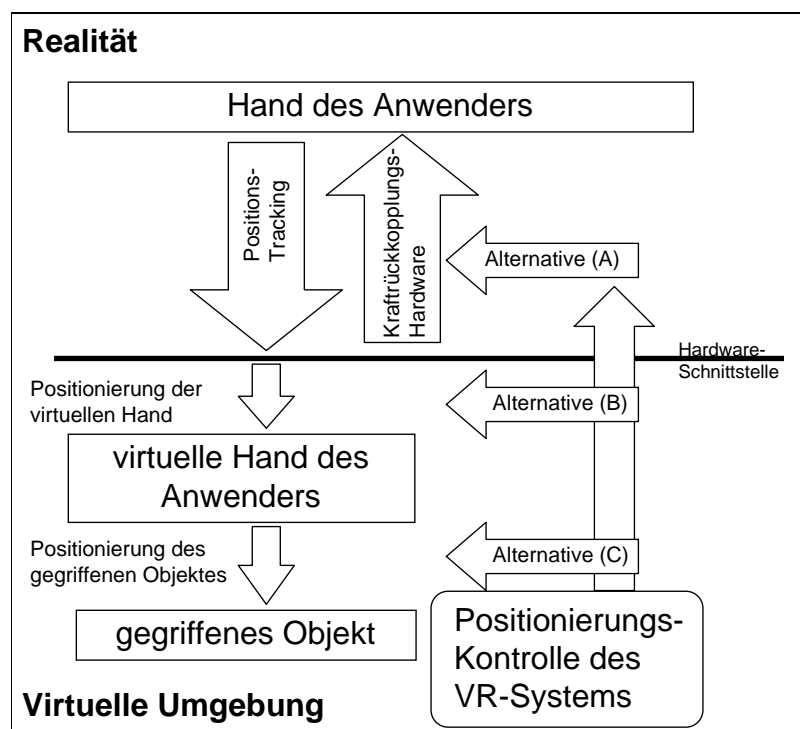 Realität
Hand des Anwenders
Positions-
Tracking
Kraftrückkopplungs-
Hardware
Alternative (A)
Hardware-
Schnittstelle
Positionierung der
virtuellen Hand
Alternative (B)
virtuelle Hand des
Anwenders
Positionierung des
gegriffenen Objektes
Alternative (C)
gegriffenes Objekt
Positionierungs-
Kontrolle des
VR-Systems
Virtuelle Umgebung